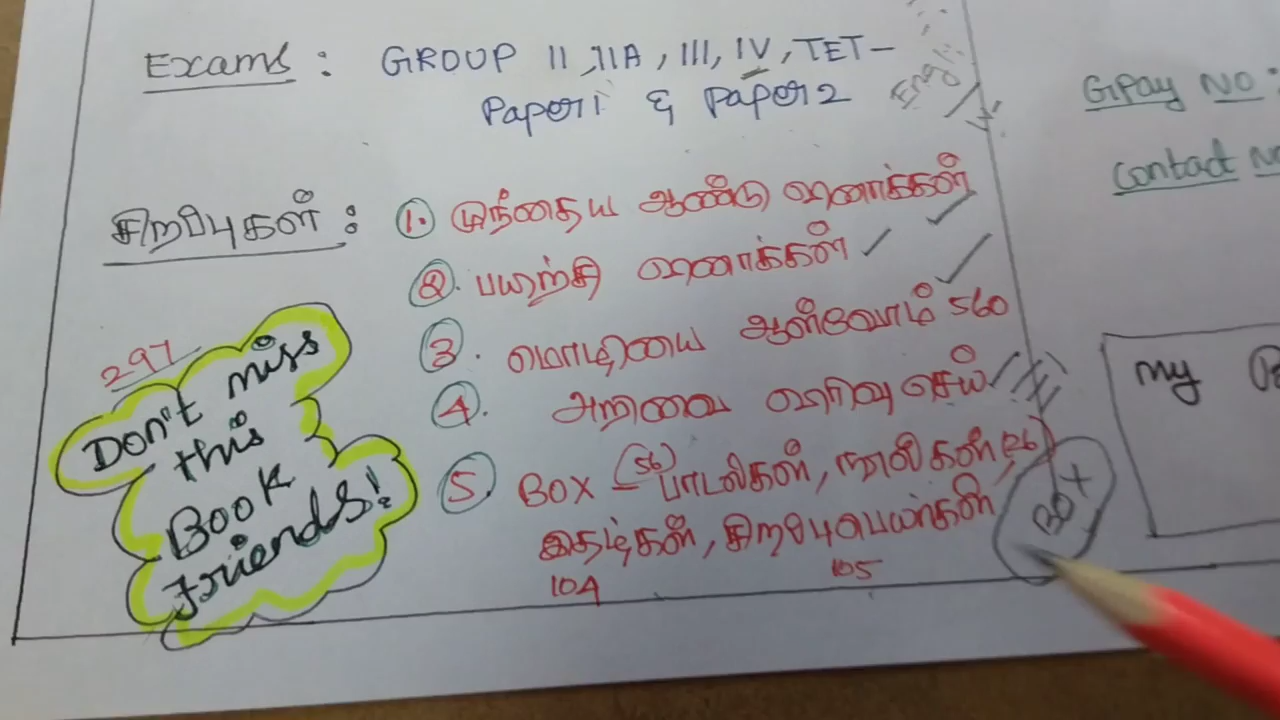 Exams : GROUP II, IIA, III, IV, TET-
Paper 1 & Paper 2
Engl.
GPay No :
Contact No
சிறப்புகள் :
1. முந்தைய ஆண்டு வினாக்கள்
2. பயிற்சி வினாக்கள்
3. மொழியை ஆள்வோம் 560
4. அறிவை விரிவு செய்
5. BOX – (56) பாடல்கள், நூல்கள், 26
இதழ்கள், சிறப்புபெயர்கள்
104 105
BOX
297
Don't miss
this
Book
friends!
My